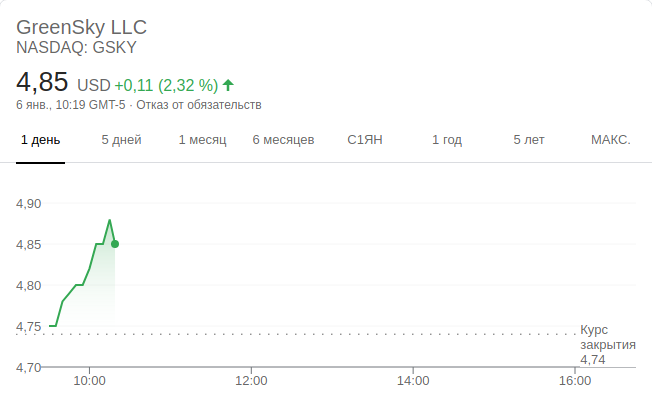 GreenSky LLC
NASDAQ: GSKY
4,85 USD +0,11 (2,32 %)
6 янв., 10:19 GMT-5 · Отказ от обязательств
1 день 5 дней 1 месяц 6 месяцев С1ЯН 1 год 5 лет МАКС.
4,90
4,85
4,80
4,75
Курс
закрытия
4,74
4,70
10:00 12:00 14:00 16:00